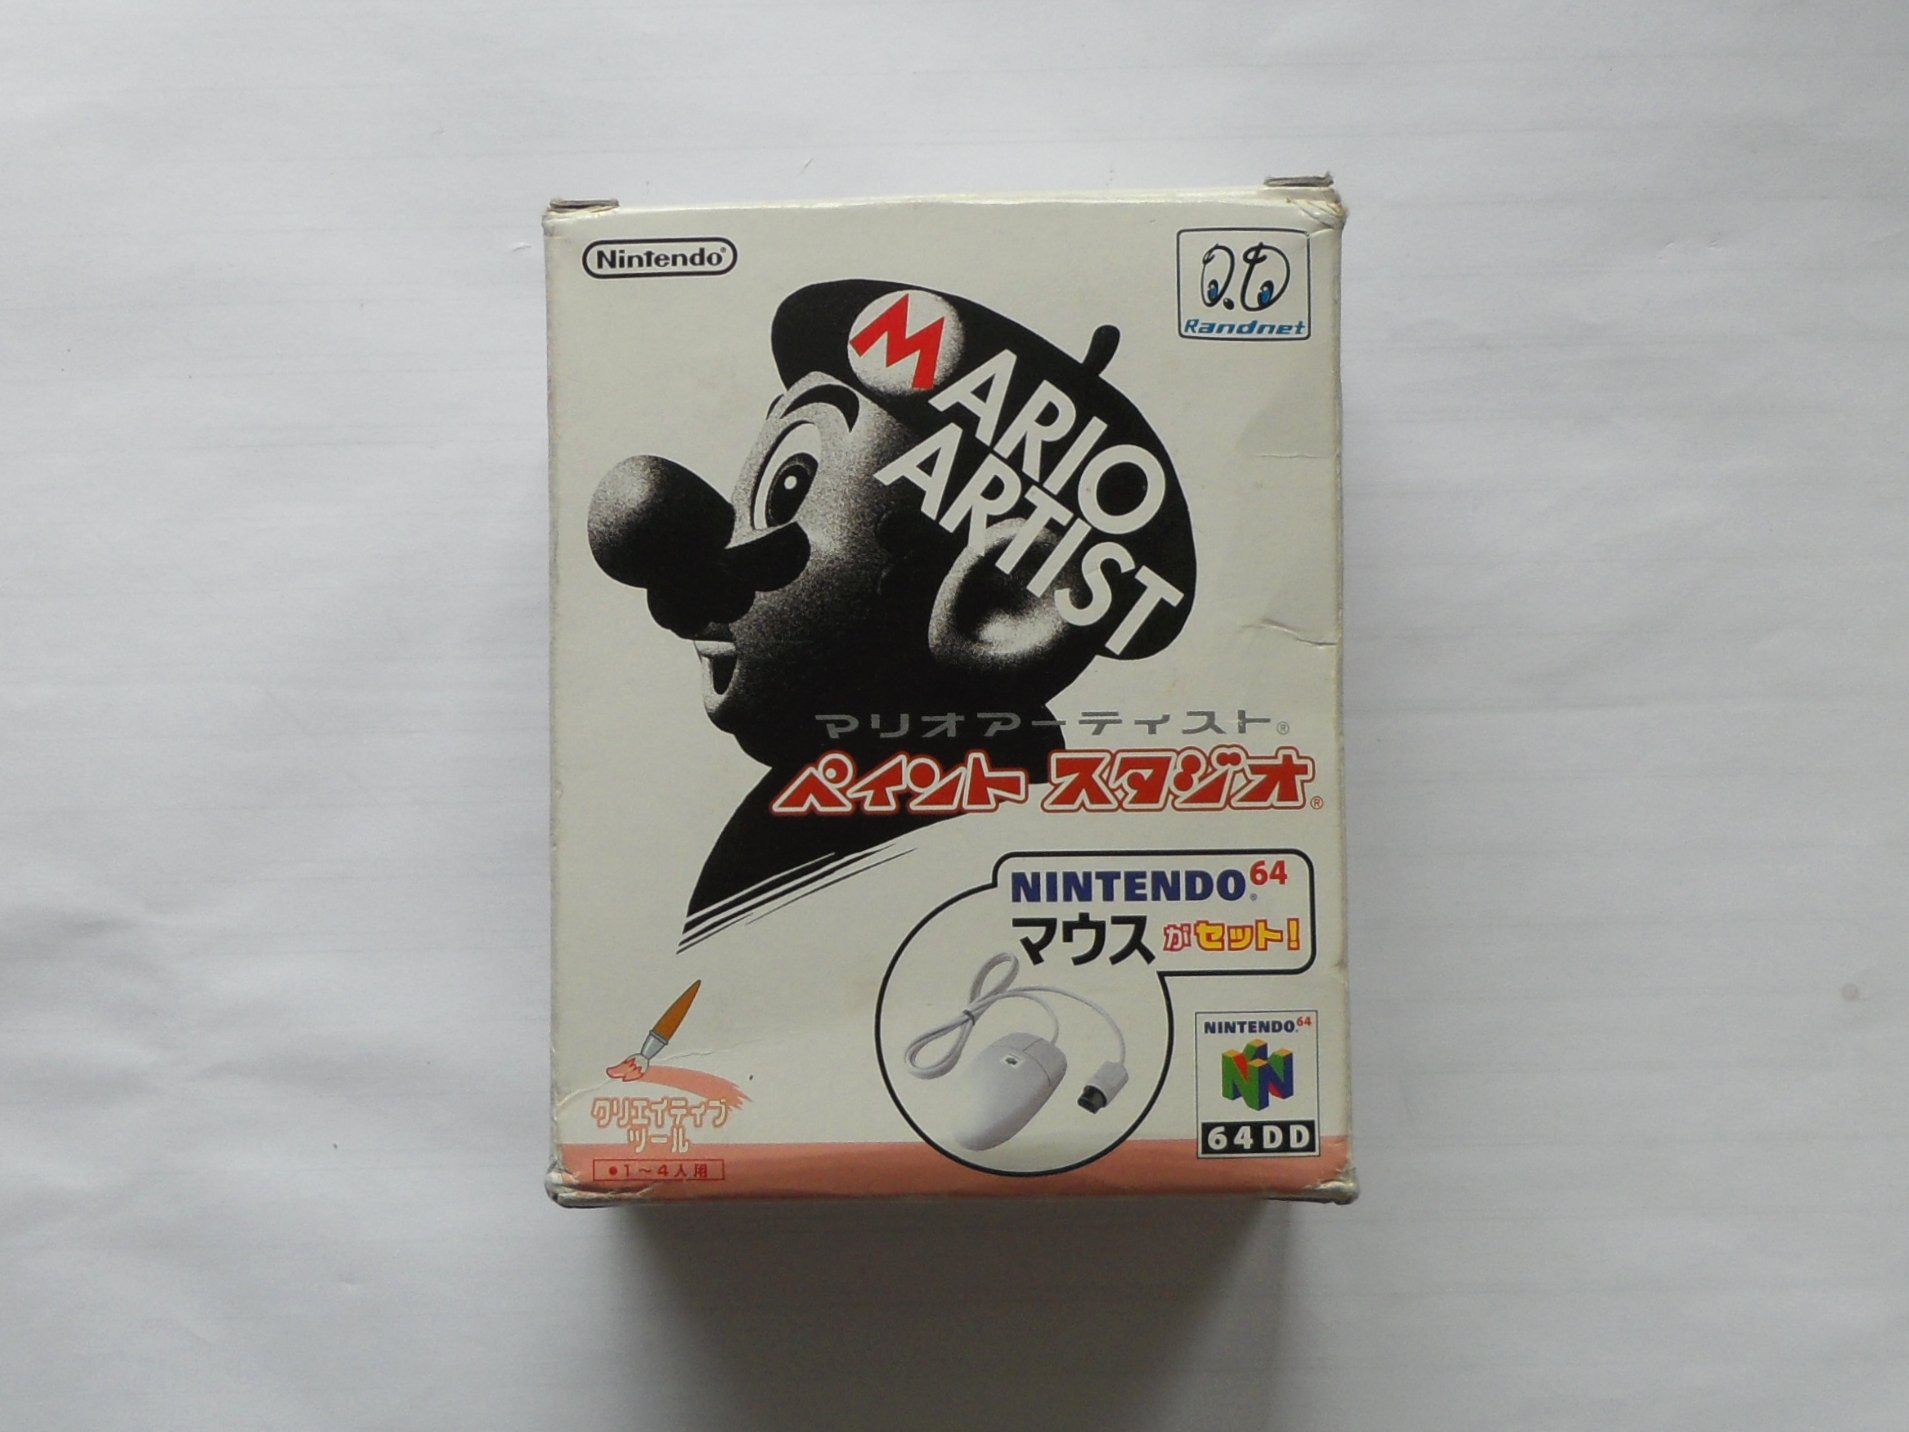 Nintendo®
Randnet
MARIO
ARTIST
マリオアーティスト®
ペイント スタジオ®
NINTENDO®64
マウスがセット!
クリエイティブ
ツール
●1~4人用
NINTENDO64
64DD